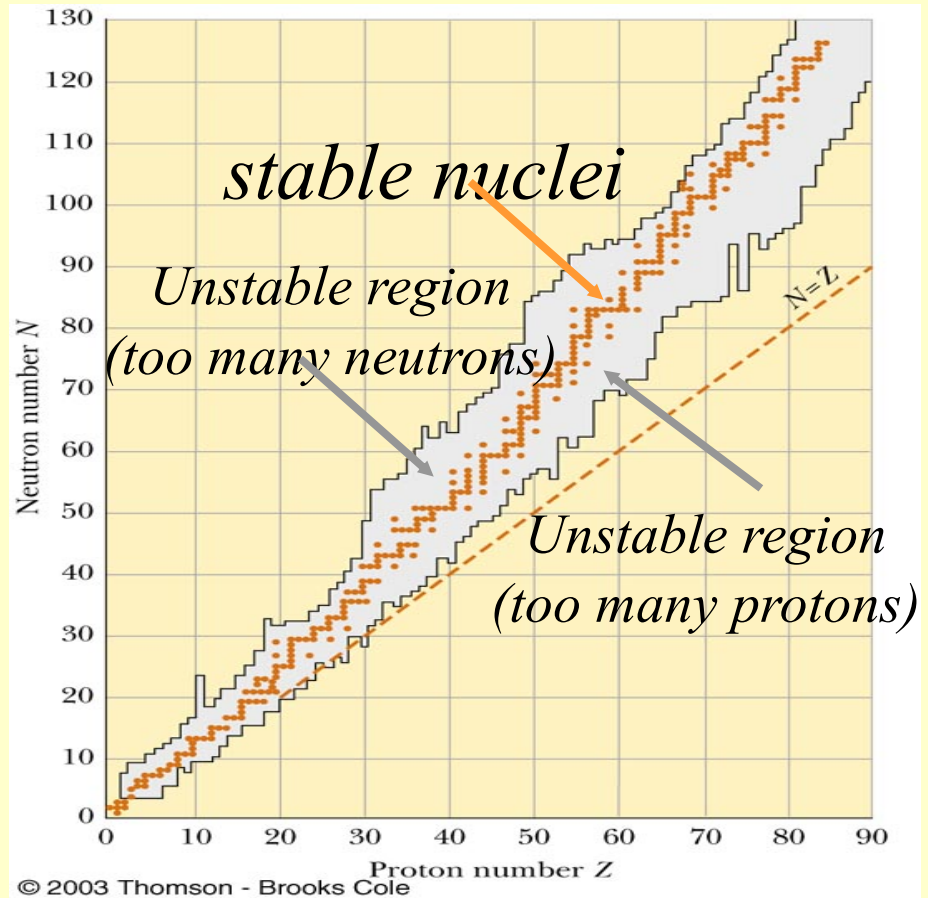 130
120
110
100
90
80
70
60
50
40
30
20
10
0
Neutron number N
stable nuclei
Unstable region
(too many neutrons)
N=Z
Unstable region
(too many protons)
0 10 20 30 40 50 60 70 80 90
Proton number Z
© 2003 Thomson - Brooks Cole